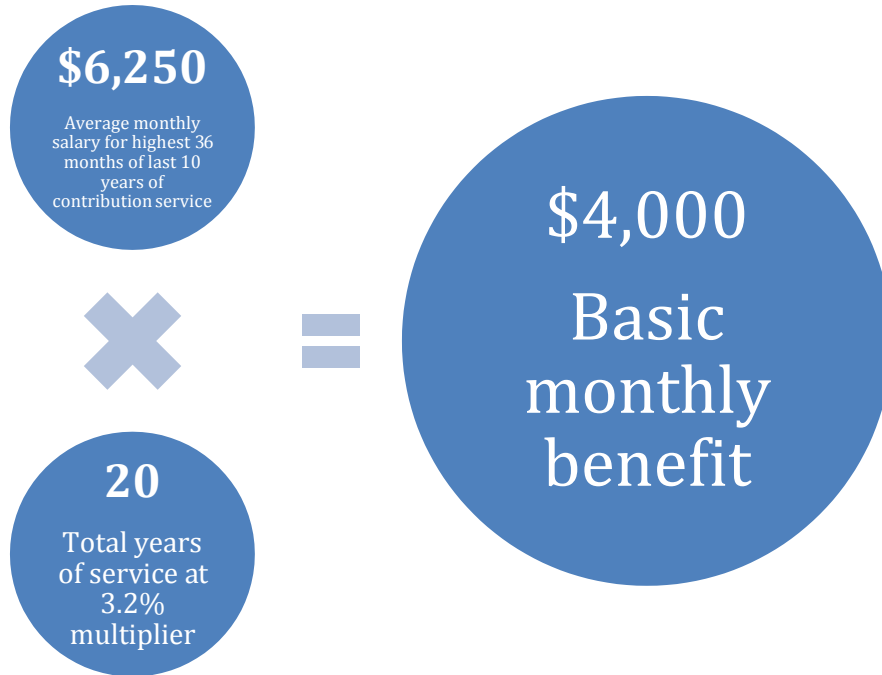 $6,250
Average monthly
salary for highest 36
months of last 10
years of
contribution service
20
Total years
of service at
3.2%
multiplier
$4,000
Basic
monthly
benefit